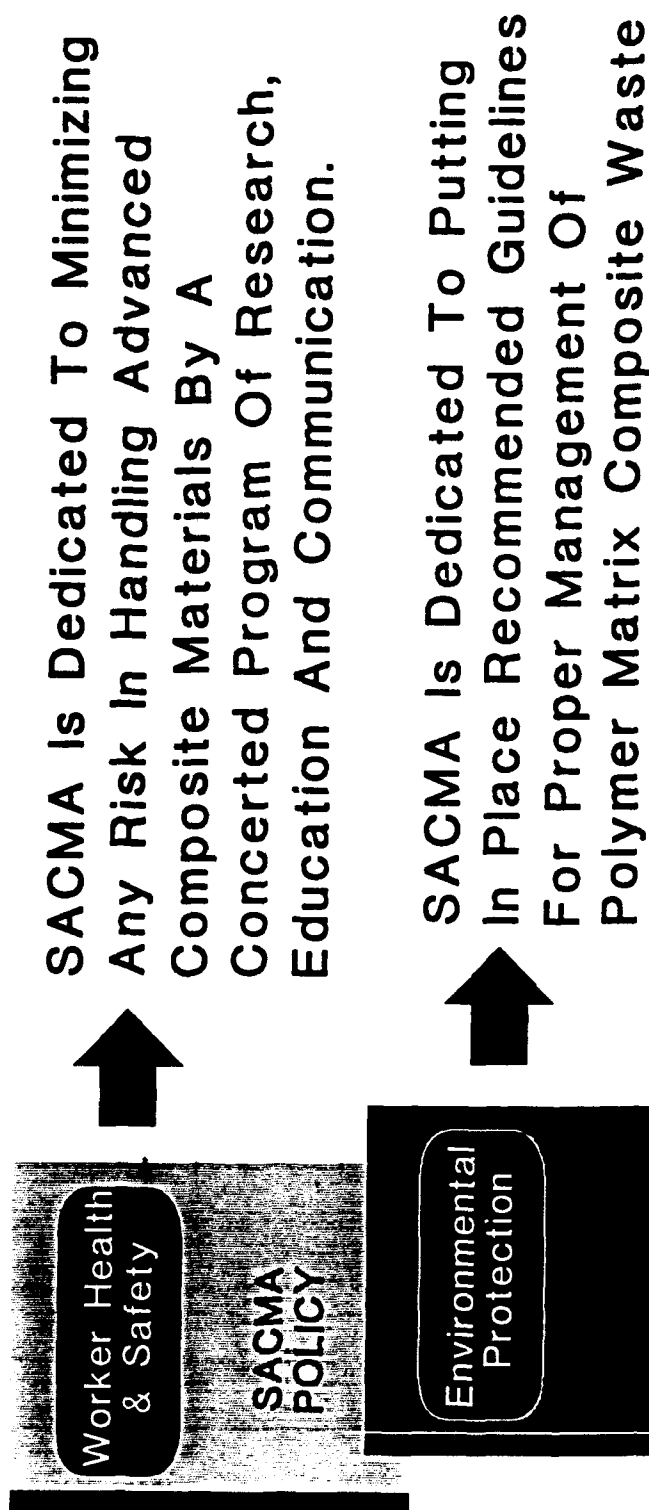 Worker Health
& Safety
SACMA Is Dedicated To Minimizing
Any Risk In Handling Advanced
Composite Materials By A
Concerted Program Of Research,
Education And Communication.
SACMA
POLICY
Environmental
Protection
SACMA Is Dedicated To Putting
In Place Recommended Guidelines
For Proper Management Of
Polymer Matrix Composite Waste